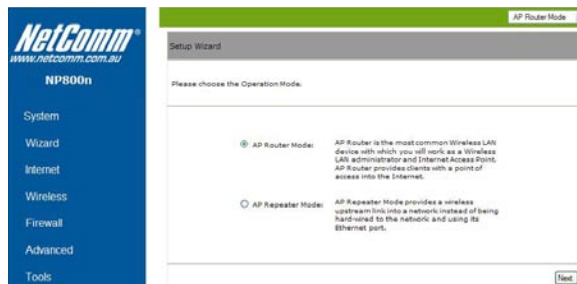 AP Router Mode
NetComm®
www.netcomm.com.au
NP800n
System
Wizard
Internet
Wireless
Firewall
Advanced
Tools
Setup Wizard
Please choose the Operation Mode.
AP Router Mode:
AP Router is the most common Wireless LAN
device with which you will work as a Wireless
LAN administrator and Internet Access Point.
AP Router provides clients with a point of
access into the Internet.
AP Repeater Mode:
AP Repeater Mode provides a wireless
upstream link into a network instead of being
hard-wired to the network and using its
Ethernet port.
Next